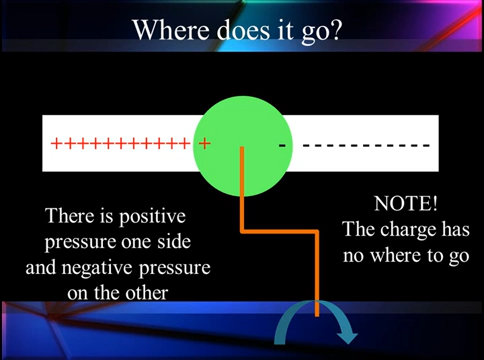 Where does it go?
+++++++++++ +
- -----------
There is positive
pressure one side
and negative pressure
on the other
NOTE!
The charge has
no where to go